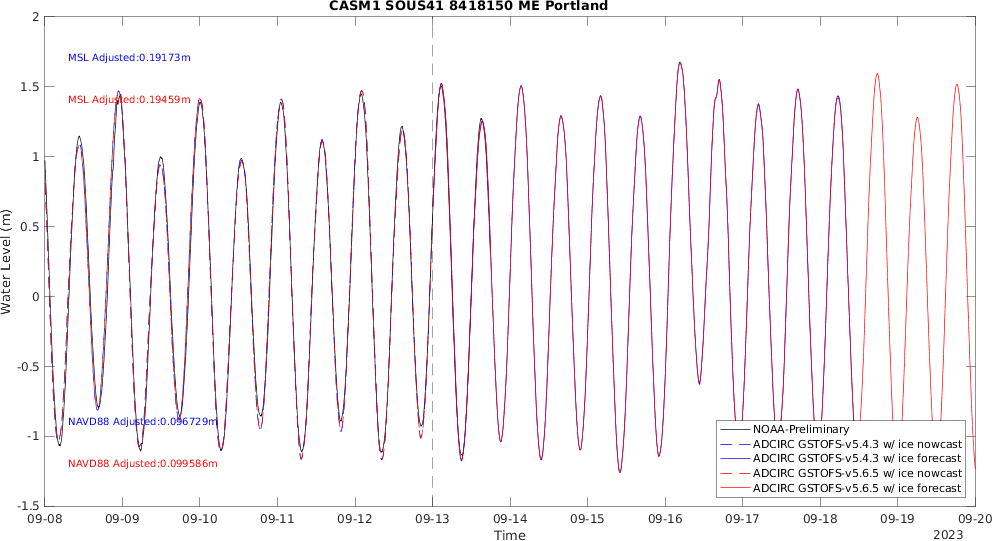 CASM1 SOUS41 8418150 ME Portland
2
1.5
1
0.5
0
-0.5
-1
-1.5
Water Level (m)
MSL Adjusted:0.19173m
MSL Adjusted:0.19459m
NAVD88 Adjusted:0.096729m
NAVD88 Adjusted:0.099586m
NOAA-Preliminary
ADCIRC GSTOFS-v5.4.3 w/ ice nowcast
ADCIRC GSTOFS-v5.4.3 w/ ice forecast
ADCIRC GSTOFS-v5.6.5 w/ ice nowcast
ADCIRC GSTOFS-v5.6.5 w/ ice forecast
09-08 09-09 09-10 09-11 09-12 09-13 09-14 09-15 09-16 09-17 09-18 09-19 09-20
Time
2023